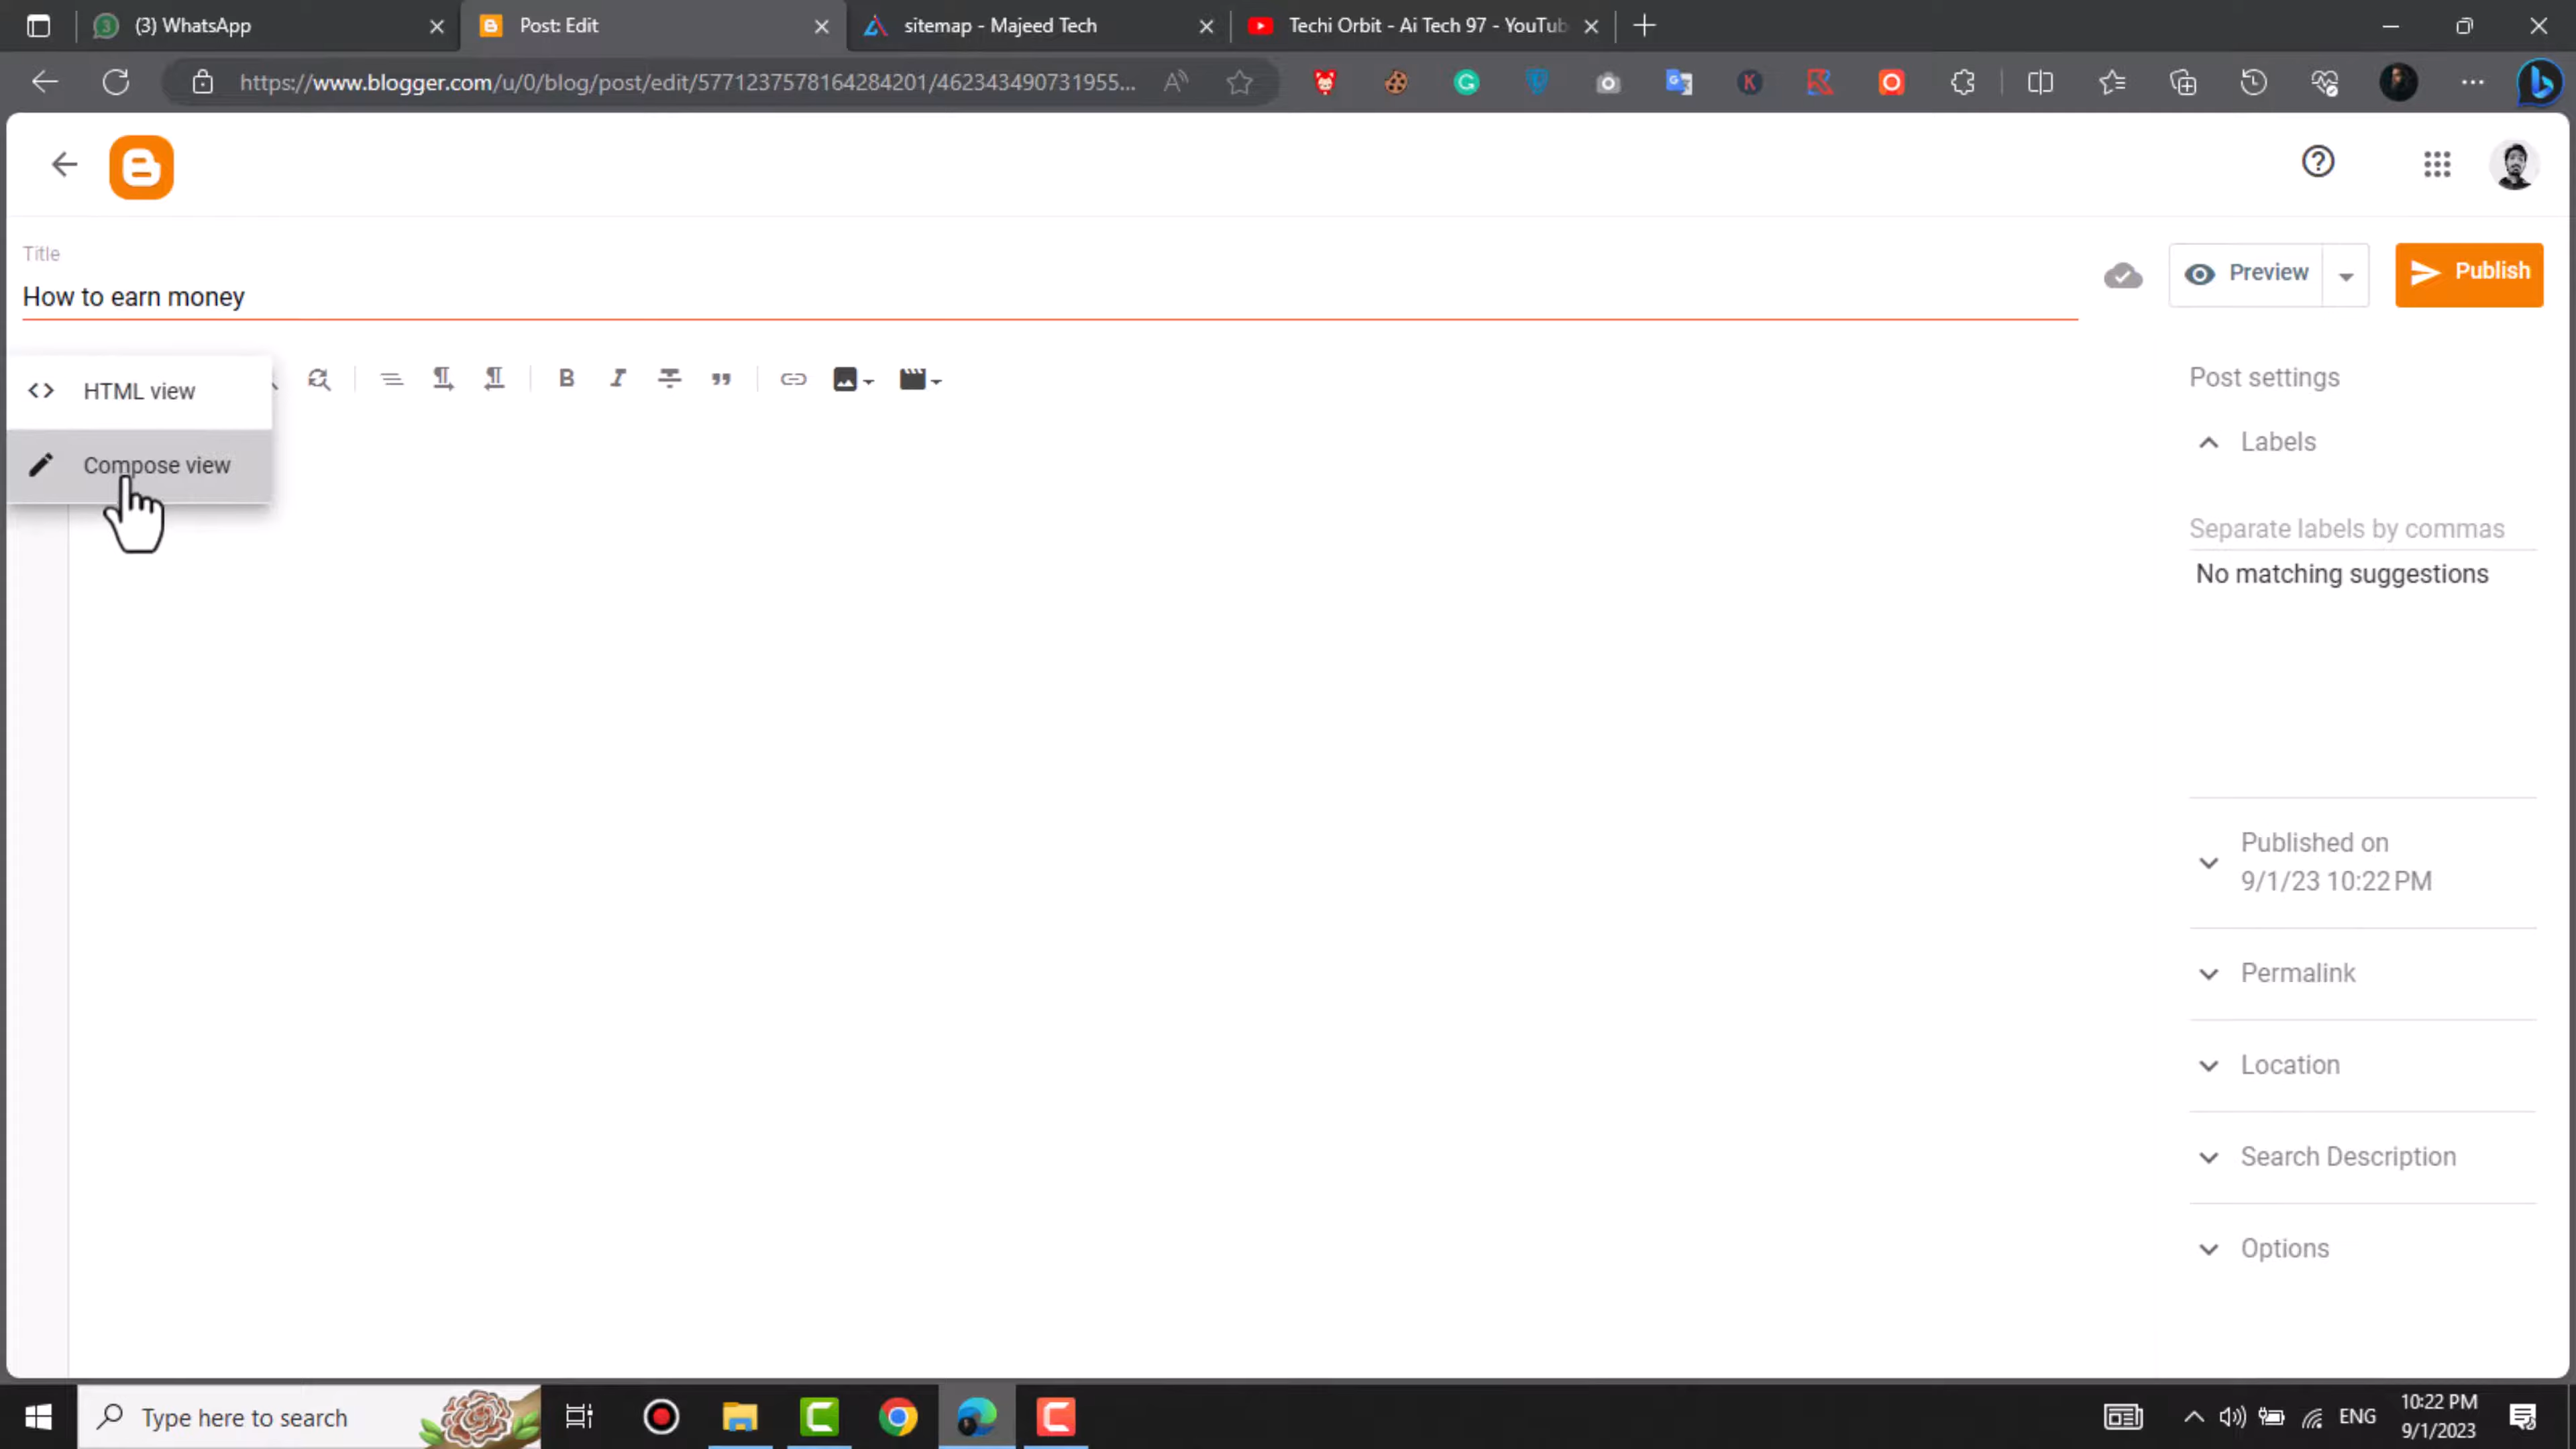 (3) WhatsApp
Post: Edit
sitemap - Majeed Tech
Techi Orbit - Ai Tech 97 - YouTub
https://www.blogger.com/u/0/blog/post/edit/5771237578164284201/462343490731955...
Title
How to earn money
Preview
Publish
HTML view
Compose view
Post settings
Labels
Separate labels by commas
No matching suggestions
Published on
9/1/23 10:22 PM
Permalink
Location
Search Description
Options
Type here to search
ENG
10:22 PM
9/1/2023